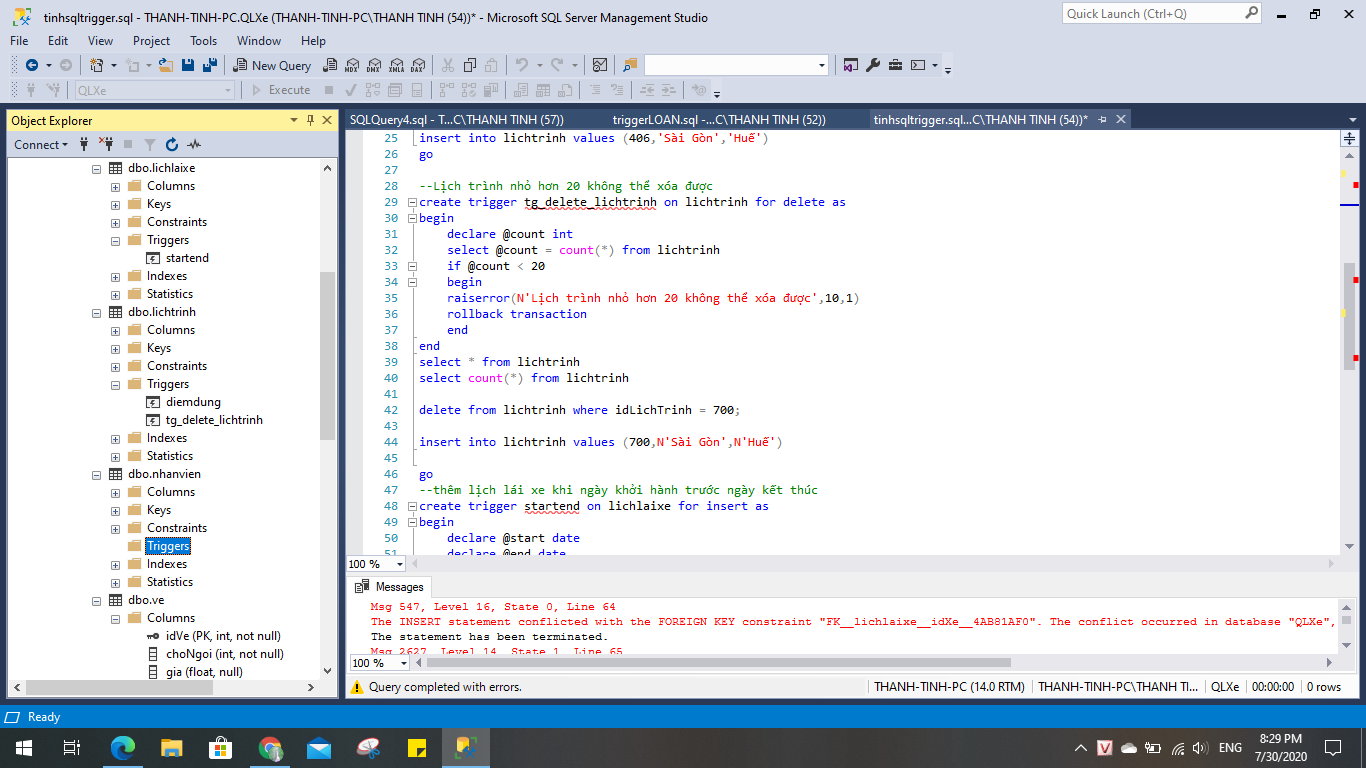 tinhsqltrigger.sql - THANH-TINH-PC.QLXe (THANH-TINH-PC\THANH TINH (54))* - Microsoft SQL Server Management Studio
Quick Launch (Ctrl+Q)
File Edit View Project Tools Window Help
New Query MDX DMX XMLA DAX
QLXe Execute
Object Explorer
Connect
dbo.lichlaixe
Columns
Keys
Constraints
Triggers
startend
Indexes
Statistics
dbo.lichtrinh
Columns
Keys
Constraints
Triggers
diemdung
tg_delete_lichtrinh
Indexes
Statistics
dbo.nhanvien
Columns
Keys
Constraints
Triggers
Indexes
Statistics
dbo.ve
Columns
idVe (PK, int, not null)
choNgoi (int, not null)
gia (float, null)
SQLQuery4.sql - T...C\THANH TINH (57)) triggerLOAN.sql -...C\THANH TINH (52)) tinhsqltrigger.sql...C\THANH TINH (54))*
25 insert into lichtrinh values (406,'Sài Gòn','Huế')
26 go
27
28 --Lịch trình nhỏ hơn 20 không thể xóa được
29 create trigger tg_delete_lichtrinh on lichtrinh for delete as
30 begin
31 declare @count int
32 select @count = count(*) from lichtrinh
33 if @count < 20
34 begin
35 raiserror(N'Lịch trình nhỏ hơn 20 không thể xóa được',10,1)
36 rollback transaction
37 end
38 end
39 select * from lichtrinh
40 select count(*) from lichtrinh
41
42 delete from lichtrinh where idLichTrinh = 700;
43
44 insert into lichtrinh values (700,N'Sài Gòn',N'Huế')
45
46 go
47 --thêm lịch lái xe khi ngày khởi hành trước ngày kết thúc
48 create trigger startend on lichlaixe for insert as
49 begin
50 declare @start date
51 declare @end date
100 %
Messages
Msg 547, Level 16, State 0, Line 64
The INSERT statement conflicted with the FOREIGN KEY constraint "FK__lichlaixe__idXe__4AB81AF0". The conflict occurred in database "QLXe",
The statement has been terminated.
Msg 2627, Level 14, State 1, Line 65
100 %
Query completed with errors. THANH-TINH-PC (14.0 RTM) THANH-TINH-PC\THANH TI... QLXe 00:00:00 0 rows
Ready
V ENG 8:29 PM
7/30/2020